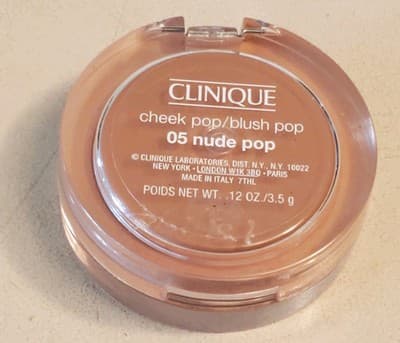 CLINIQUE
cheek pop/blush pop
05 nude pop
© CLINIQUE LABORATORIES, DIST. N.Y., N.Y. 10022
NEW YORK • LONDON W1K 3BQ • PARIS
MADE IN ITALY 7THL
POIDS NET WT. .12 OZ./3.5 g